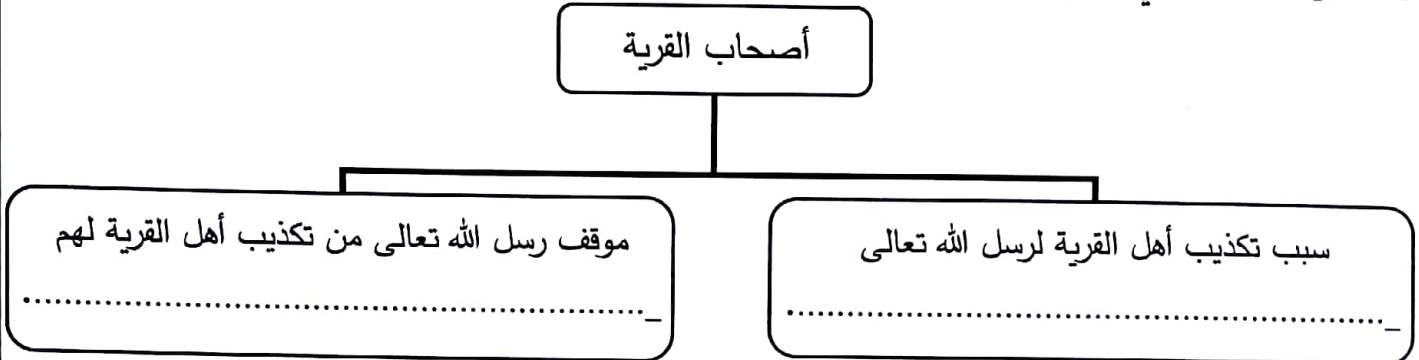 أصحاب القرية
سبب تكذيب أهل القرية لرسل الله تعالى
_............................................................
موقف رسل الله تعالى من تكذيب أهل القرية لهم
_............................................................